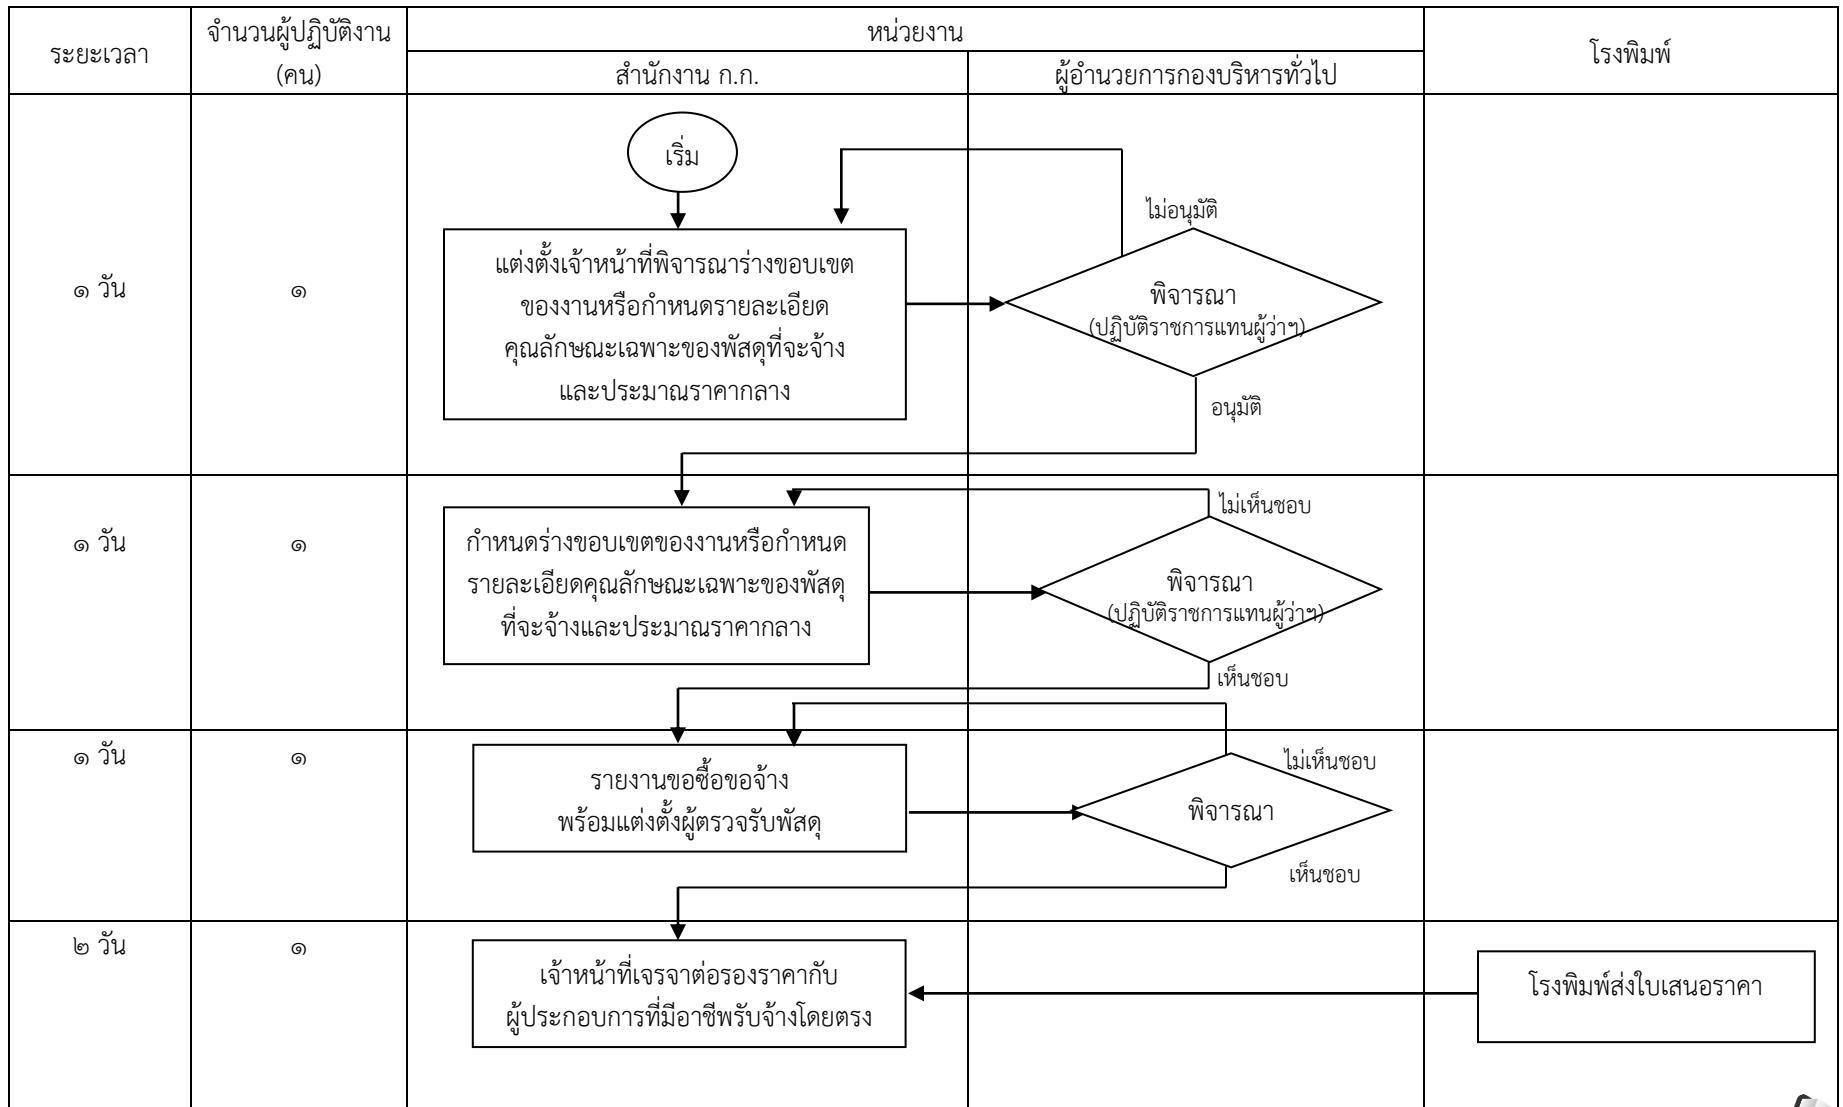 ระยะเวลา
จำนวนผู้ปฏิบัติงาน
(คน)
หน่วยงาน
สำนักงาน ก.ก.
ผู้อำนวยการกองบริหารทั่วไป
โรงพิมพ์
เริ่ม
ไม่อนุมัติ
๑ วัน
๑
แต่งตั้งเจ้าหน้าที่พิจารณาร่างขอบเขต
ของงานหรือกำหนดรายละเอียด
คุณลักษณะเฉพาะของพัสดุที่จะจ้าง
และประมาณราคากลาง
พิจารณา
(ปฏิบัติราชการแทนผู้ว่าฯ)
อนุมัติ
ไม่เห็นชอบ
๑ วัน
๑
กำหนดร่างขอบเขตของงานหรือกำหนด
รายละเอียดคุณลักษณะเฉพาะของพัสดุ
ที่จะจ้างและประมาณราคากลาง
พิจารณา
(ปฏิบัติราชการแทนผู้ว่าฯ)
เห็นชอบ
๑ วัน
๑
รายงานขอซื้อขอจ้าง
พร้อมแต่งตั้งผู้ตรวจรับพัสดุ
ไม่เห็นชอบ
พิจารณา
เห็นชอบ
๒ วัน
๑
เจ้าหน้าที่เจรจาต่อรองราคากับ
ผู้ประกอบการที่มีอาชีพรับจ้างโดยตรง
โรงพิมพ์ส่งใบเสนอราคา